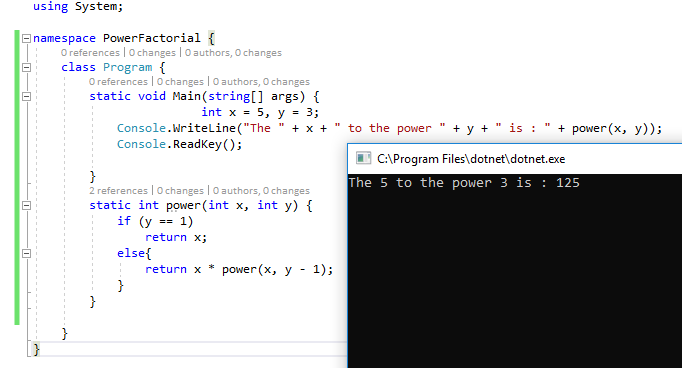 using System;
namespace PowerFactorial {
0 references | 0 changes | 0 authors, 0 changes
class Program {
0 references | 0 changes | 0 authors, 0 changes
static void Main(string[] args) {
int x = 5, y = 3;
Console.WriteLine("The " + x + " to the power " + y + " is : " + power(x, y));
Console.ReadKey();
}
2 references | 0 changes | 0 authors, 0 changes
static int power(int x, int y) {
if (y == 1)
return x;
else{
return x * power(x, y - 1);
}
}
}
}
C:\Program Files\dotnet\dotnet.exe
The 5 to the power 3 is : 125